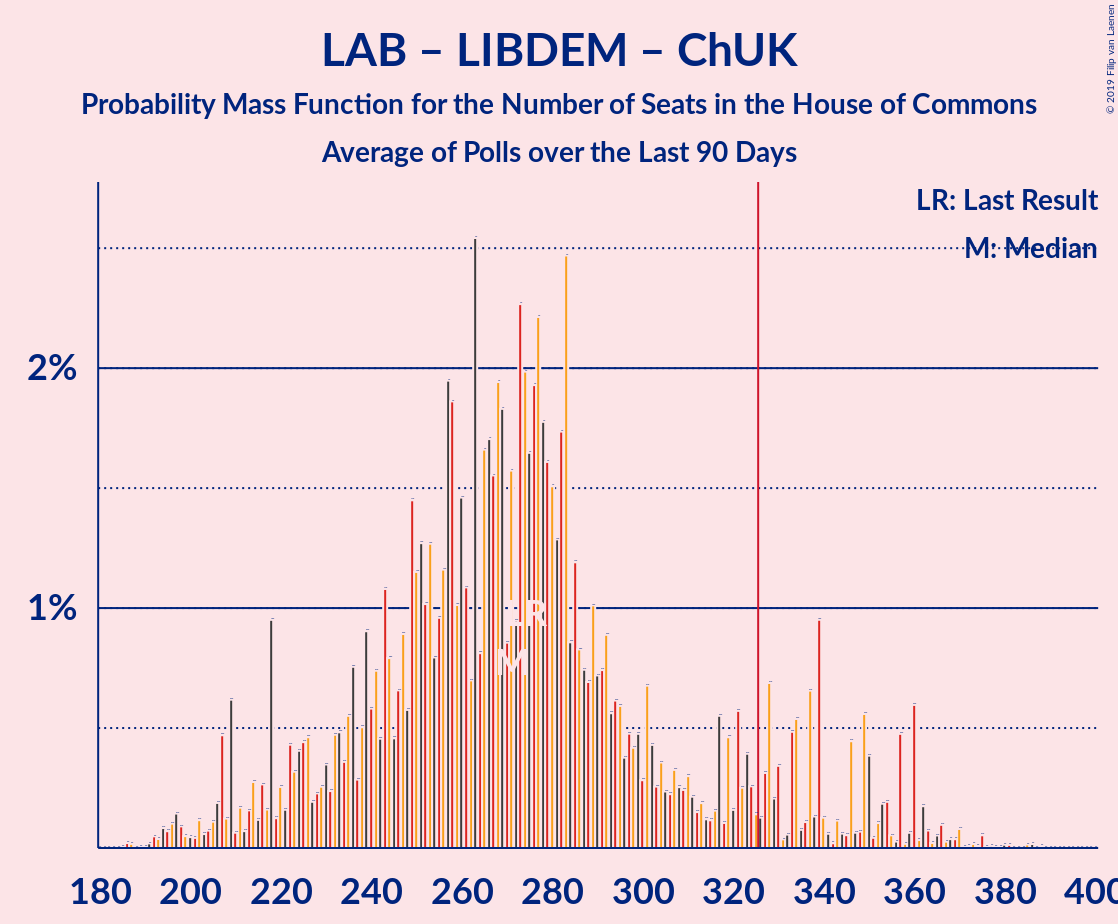 LAB – LIBDEM – ChUK
Probability Mass Function for the Number of Seats in the House of Commons
Average of Polls over the Last 90 Days
© 2019 Filip van Laenen
LR: Last Result
M: Median
2%
1%
LR
M
180 200 220 240 260 280 300 320 340 360 380 400